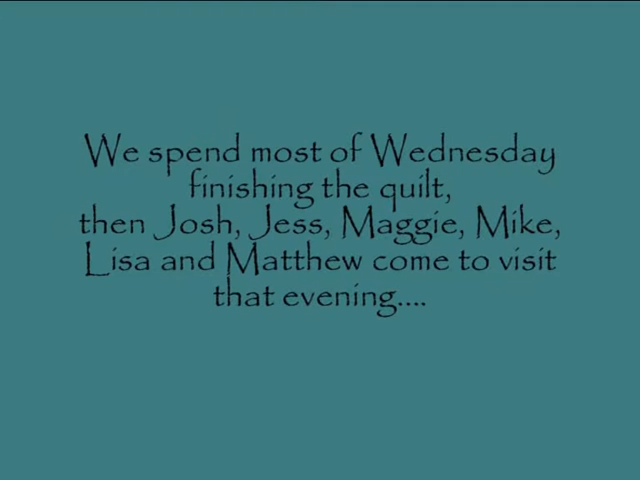 We spend most of Wednesday
finishing the quilt,
then Josh, Jess, Maggie, Mike,
Lisa and Matthew come to visit
that evening....